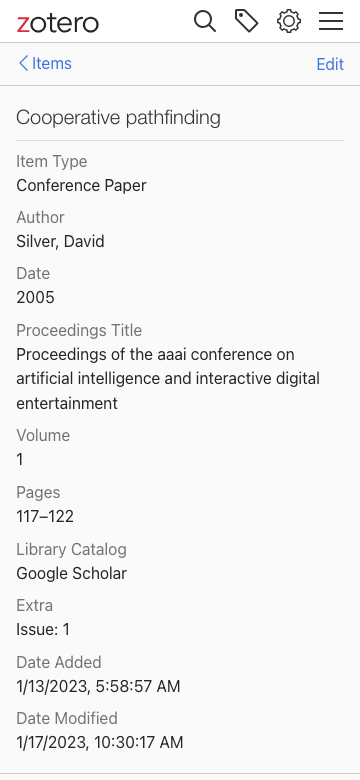 zotero
Items
Edit
Cooperative pathfinding
Item Type
Conference Paper
Author
Silver, David
Date
2005
Proceedings Title
Proceedings of the aaai conference on
artificial intelligence and interactive digital
entertainment
Volume
1
Pages
117–122
Library Catalog
Google Scholar
Extra
Issue: 1
Date Added
1/13/2023, 5:58:57 AM
Date Modified
1/17/2023, 10:30:17 AM